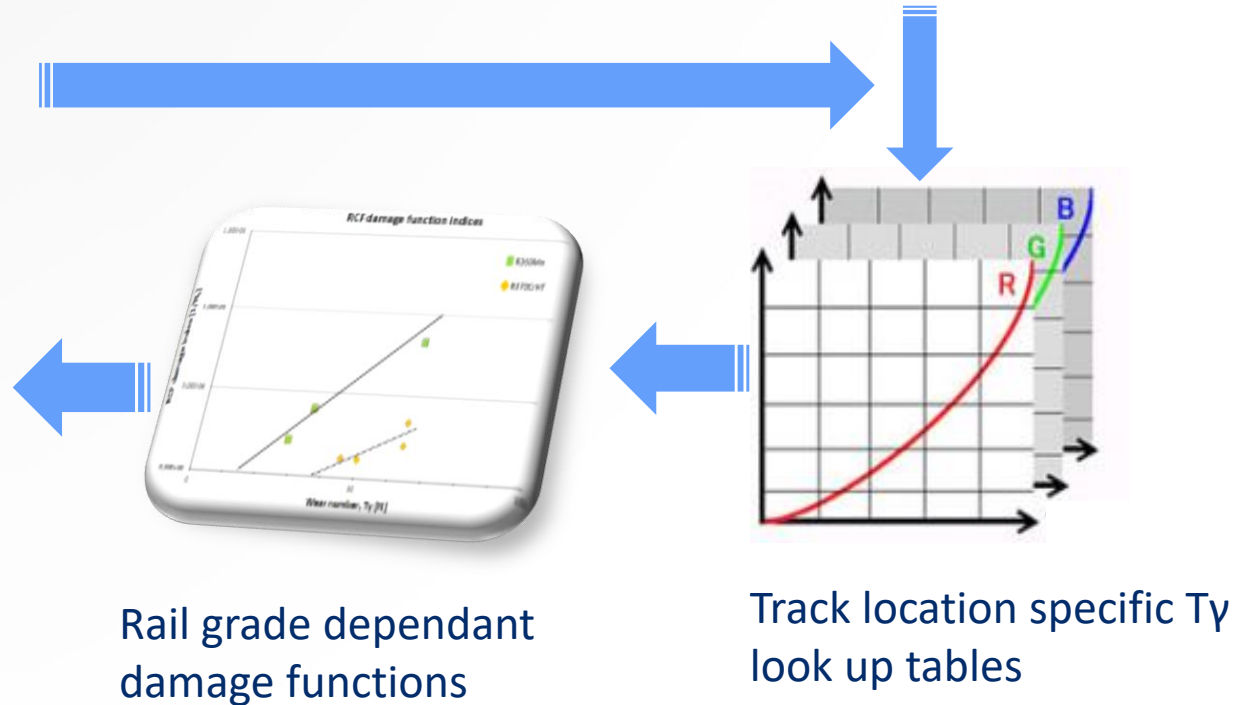 RCF damage function indices
R
G
B
Wear number, Tγ [N]
Rail grade dependant
damage functions
Track location specific Tγ
look up tables